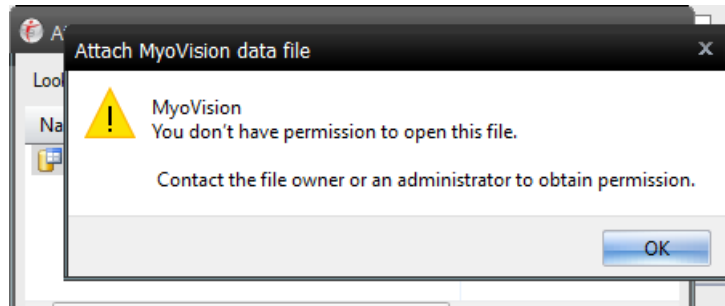 Attach MyoVision data file
x
MyoVision
You don't have permission to open this file.
Contact the file owner or an administrator to obtain permission.
OK